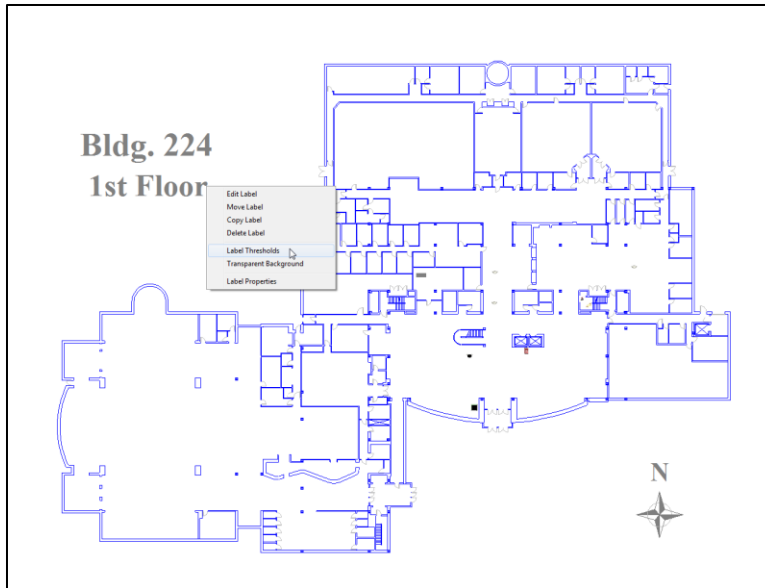 Bldg. 224
1st Floor
Edit Label
Move Label
Copy Label
Delete Label
Label Thresholds
Transparent Background
Label Properties
N